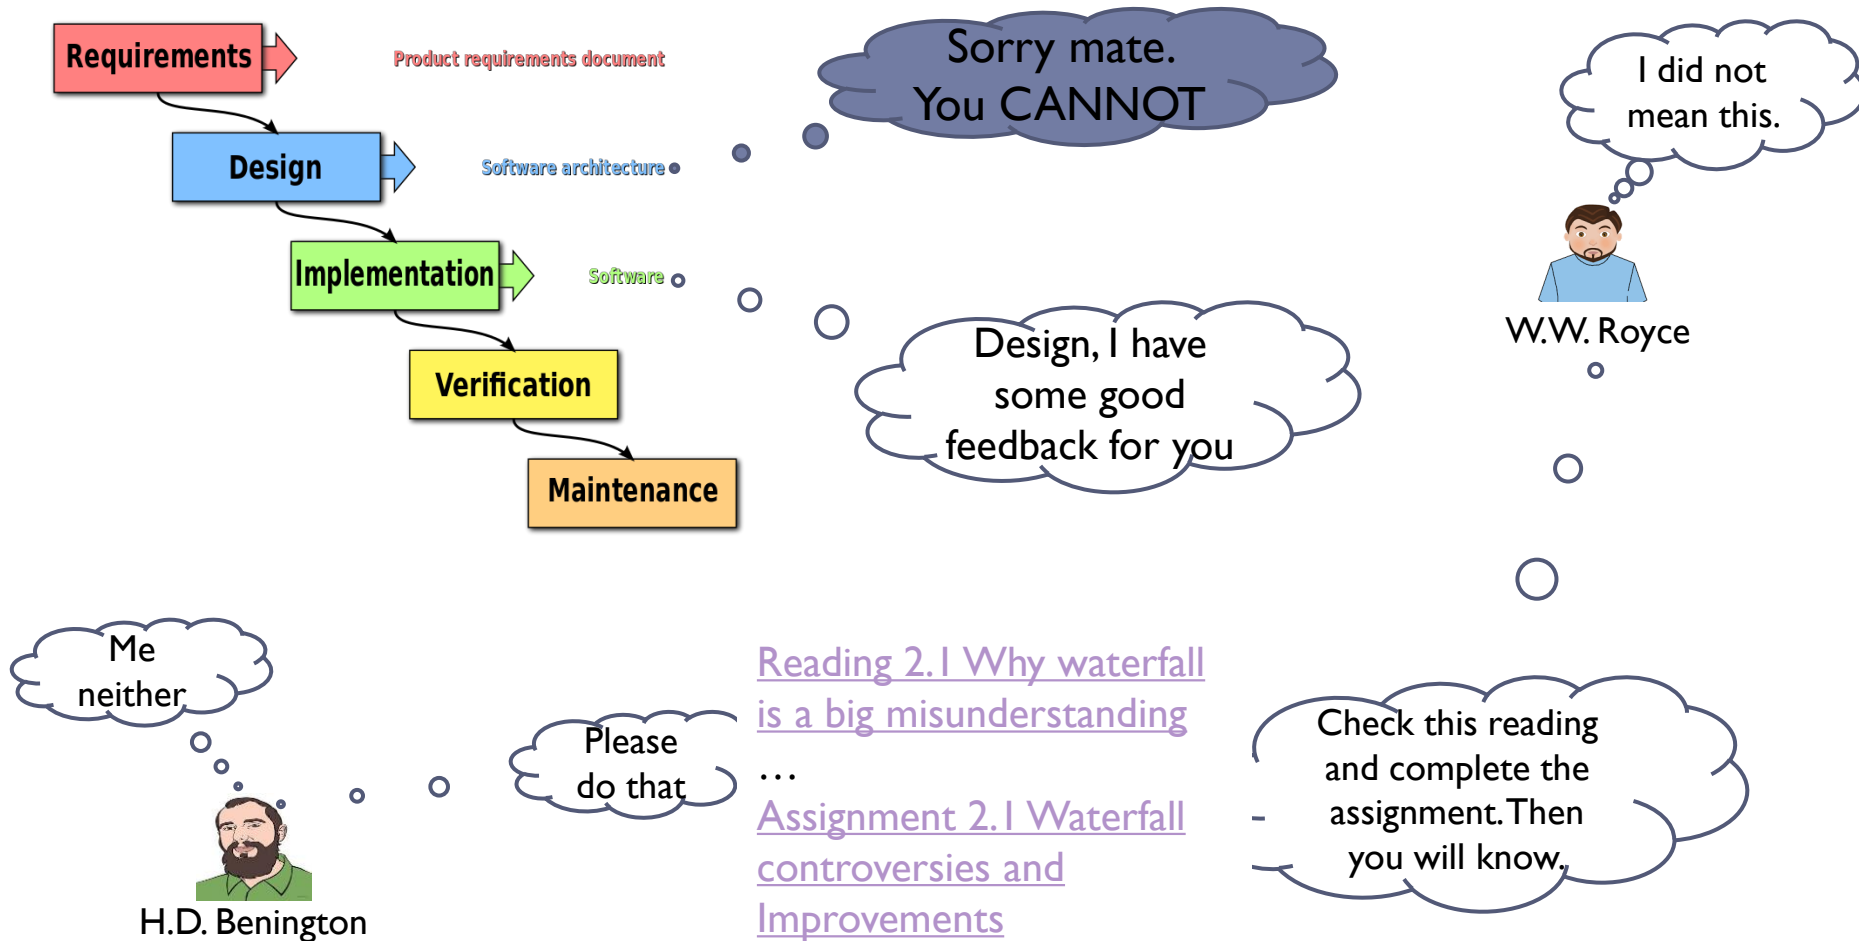 Requirements
Product requirements document
Sorry mate.
You CANNOT
I did not
mean this.
Design
Software architecture
Implementation
Software
Design, I have
some good
feedback for you
W.W. Royce
Verification
Maintenance
Me
neither
Please
do that
H.D. Benington
Reading 2.1 Why waterfall
is a big misunderstanding
…
Assignment 2.1 Waterfall
controversies and
Improvements
Check this reading
and complete the
assignment. Then
you will know.